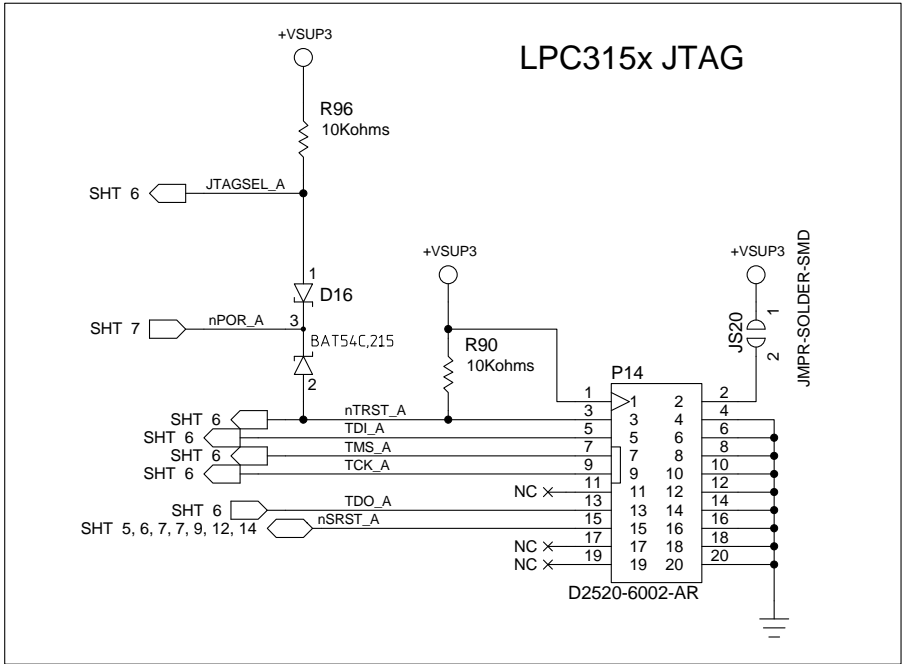 LPC315x JTAG
+VSUP3
R96
10Kohms
SHT 6
JTAGSEL_A
1
D16
SHT 7
nPOR_A
3
BAT54C,215
2
+VSUP3
R90
10Kohms
+VSUP3
JS20
1
2
JMPR-SOLDER-SMD
P14
1 1 2 2
SHT 6 nTRST_A 3 3 4 4
SHT 6 TDI_A 5 5 6 6
SHT 6 TMS_A 7 7 8 8
SHT 6 TCK_A 9 9 10 10
NC 11 11 12 12
SHT 6 TDO_A 13 13 14 14
SHT 5, 6, 7, 7, 9, 12, 14 nSRST_A 15 15 16 16
NC 17 17 18 18
NC 19 19 20 20
D2520-6002-AR